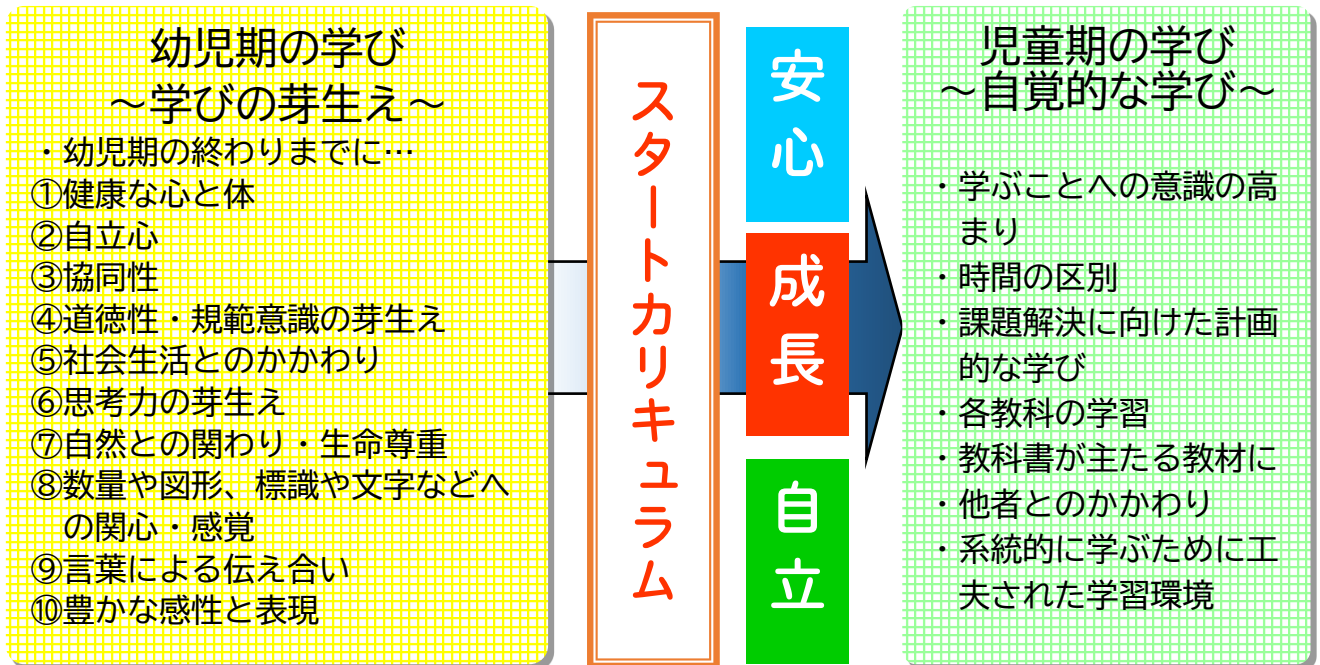 幼児期の学び
～学びの芽生え～
・幼児期の終わりまでに…
①健康な心と体
②自立心
③協同性
④道徳性・規範意識の芽生え
⑤社会生活とのかかわり
⑥思考力の芽生え
⑦自然との関わり・生命尊重
⑧数量や図形、標識や文字などへ
の関心・感覚
⑨言葉による伝え合い
⑩豊かな感性と表現
スタートカリキュラム
安心
成長
自立
児童期の学び
～自覚的な学び～
・学ぶことへの意識の高
まり
・時間の区別
・課題解決に向けた計画
的な学び
・各教科の学習
・教科書が主たる教材に
・他者とのかかわり
・系統的に学ぶために工
夫された学習環境